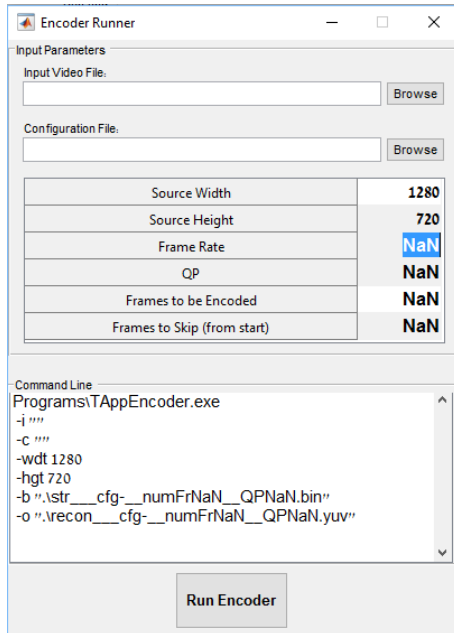 Encoder Runner
Input Parameters
Input Video File:
Browse
Configuration File:
Browse
Source Width 1280
Source Height 720
Frame Rate NaN
QP NaN
Frames to be Encoded NaN
Frames to Skip (from start) NaN
Command Line
Programs\TAppEncoder.exe
-i ""
-c ""
-wdt 1280
-hgt 720
-b ".\str___cfg-__numFrNaN__QPNaN.bin"
-o ".\recon___cfg-__numFrNaN__QPNaN.yuv"
Run Encoder